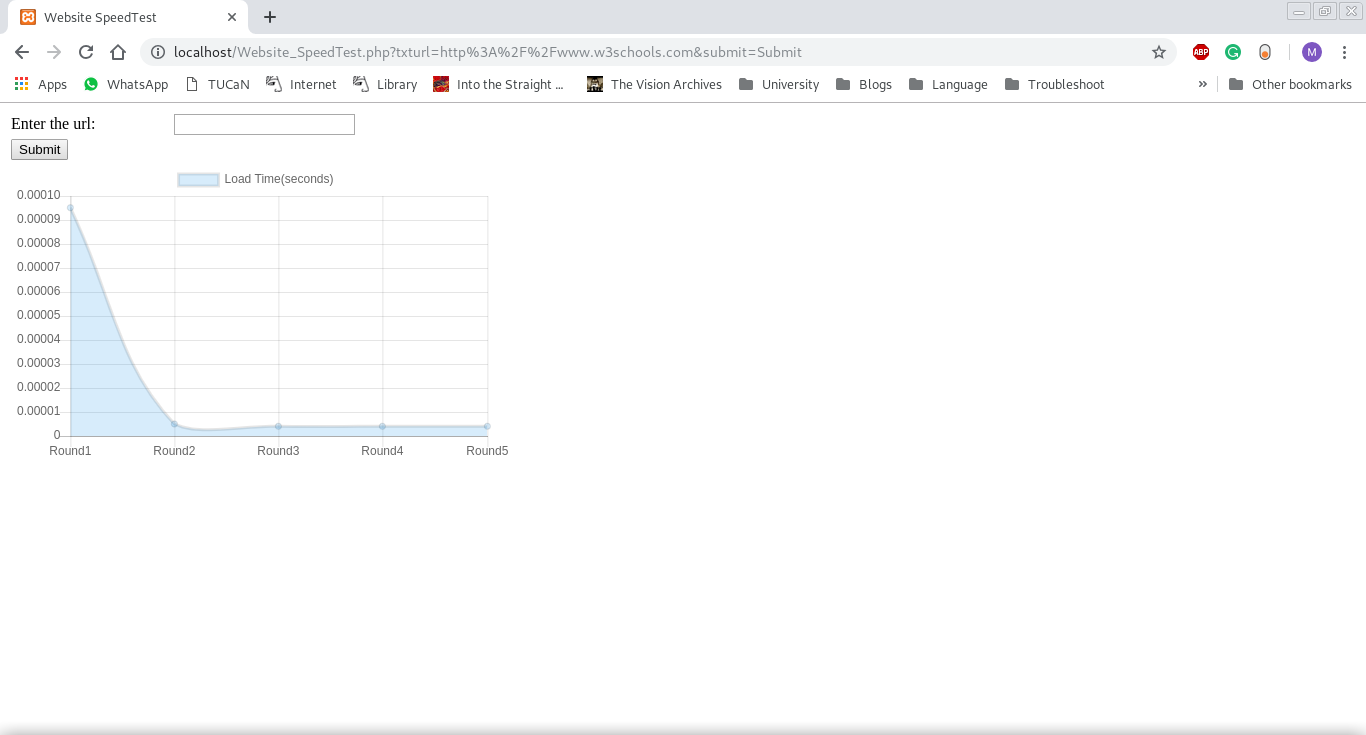 Website SpeedTest
localhost/Website_SpeedTest.php?txturl=http%3A%2F%2Fwww.w3schools.com&submit=Submit
ABP
M
Apps WhatsApp TUCaN Internet Library Into the Straight ... The Vision Archives University Blogs Language Troubleshoot » Other bookmarks
Enter the url:
Submit
Load Time(seconds)
0.00010
0.00009
0.00008
0.00007
0.00006
0.00005
0.00004
0.00003
0.00002
0.00001
0
Round1 Round2 Round3 Round4 Round5